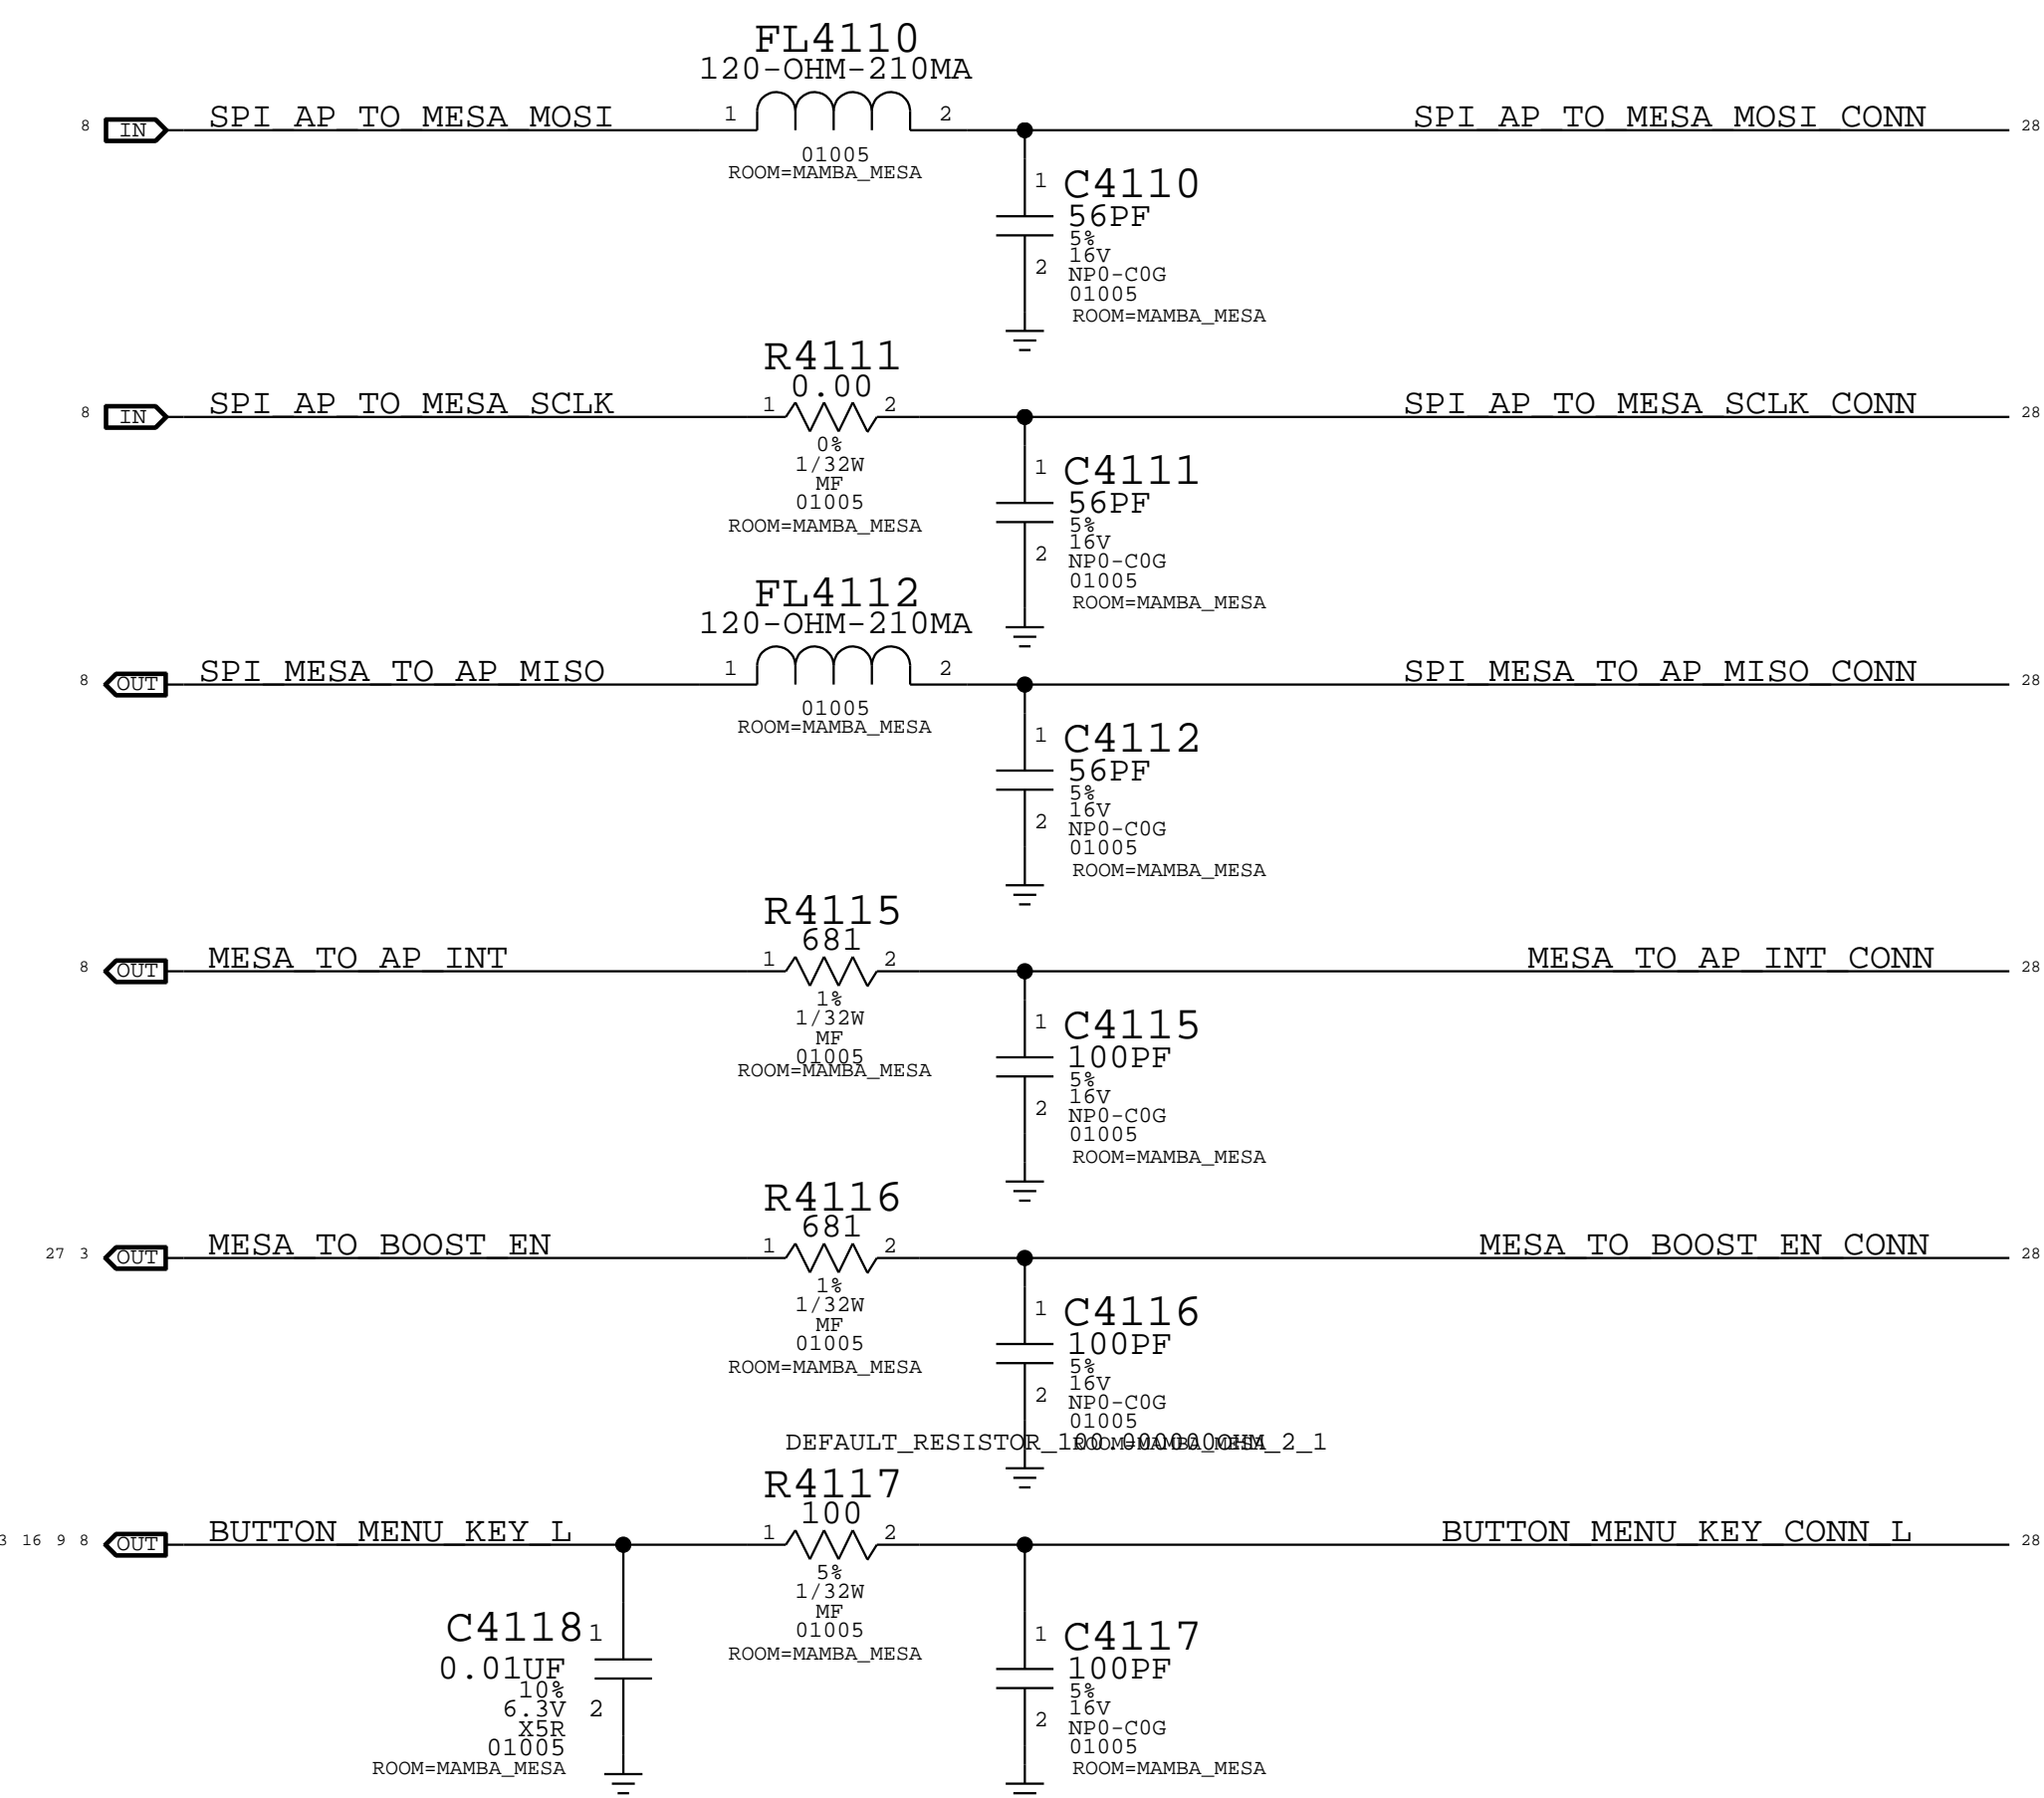 FL4110
120-OHM-210MA
8 IN SPI_AP_TO_MESA_MOSI 1 2 SPI_AP_TO_MESA_MOSI_CONN 28
01005
ROOM=MAMBA_MESA
1 C4110
56PF
5%
16V
2 NP0-C0G
01005
ROOM=MAMBA_MESA
R4111
0.00
8 IN SPI_AP_TO_MESA_SCLK 1 2 SPI_AP_TO_MESA_SCLK_CONN 28
0%
1/32W
MF
01005
ROOM=MAMBA_MESA
1 C4111
56PF
5%
16V
2 NP0-C0G
01005
ROOM=MAMBA_MESA
FL4112
120-OHM-210MA
8 OUT SPI_MESA_TO_AP_MISO 1 2 SPI_MESA_TO_AP_MISO_CONN 28
01005
ROOM=MAMBA_MESA
1 C4112
56PF
5%
16V
2 NP0-C0G
01005
ROOM=MAMBA_MESA
R4115
681
8 OUT MESA_TO_AP_INT 1 2 MESA_TO_AP_INT_CONN 28
1%
1/32W
MF
01005
ROOM=MAMBA_MESA
1 C4115
100PF
5%
16V
2 NP0-C0G
01005
ROOM=MAMBA_MESA
R4116
681
27 3 OUT MESA_TO_BOOST_EN 1 2 MESA_TO_BOOST_EN_CONN 28
1%
1/32W
MF
01005
ROOM=MAMBA_MESA
1 C4116
100PF
5%
16V
2 NP0-C0G
01005
ROOM=MAMBA_MESA
DEFAULT_RESISTOR_100.000000OHM_2_1
R4117
100
3 16 9 8 OUT BUTTON_MENU_KEY_L 1 2 BUTTON_MENU_KEY_CONN_L 28
5%
1/32W
MF
01005
ROOM=MAMBA_MESA
C4118 1
0.01UF
10%
6.3V 2
X5R
01005
ROOM=MAMBA_MESA
1 C4117
100PF
5%
16V
2 NP0-C0G
01005
ROOM=MAMBA_MESA